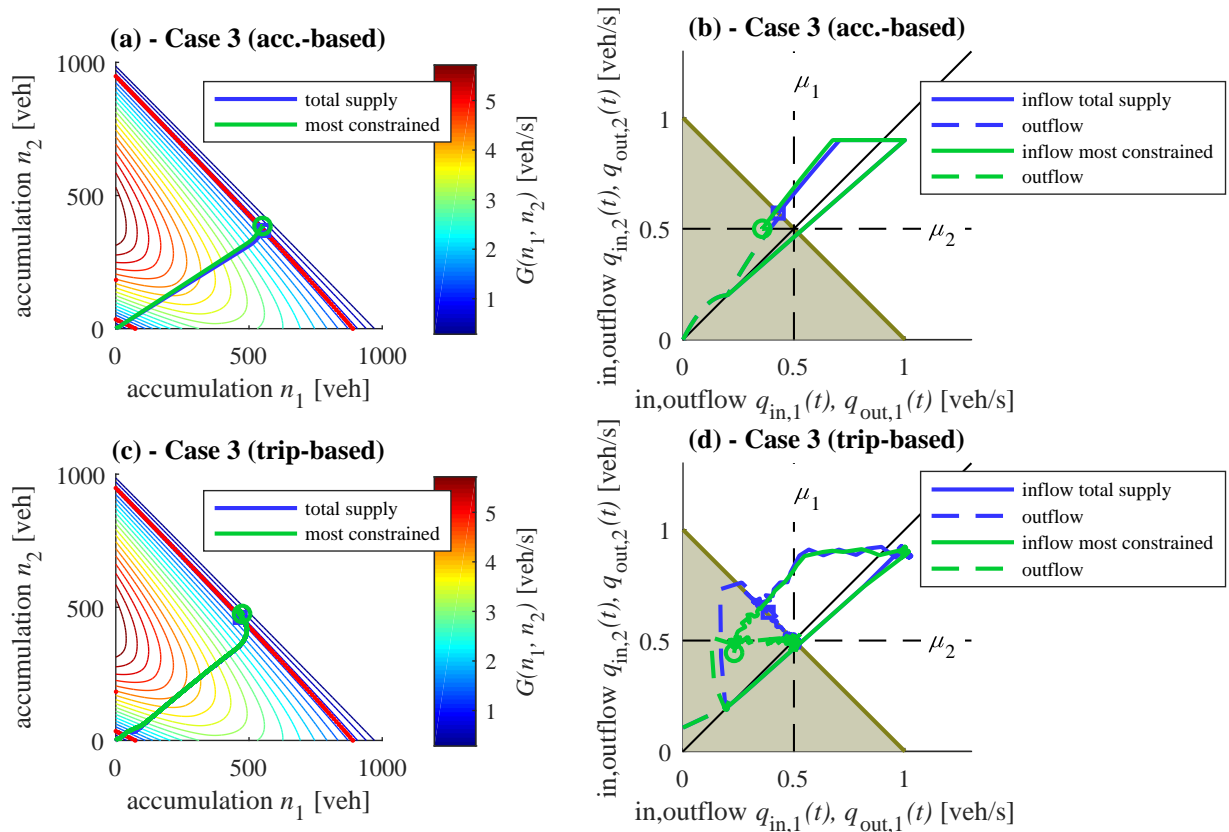 (a) - Case 3 (acc.-based)
accumulation n2 [veh]
1000
500
0
0
500
1000
accumulation n1 [veh]
total supply
most constrained
5
4
3
2
1
G(n1, n2) [veh/s]
(b) - Case 3 (acc.-based)
in,outflow qin,2(t), qout,2(t) [veh/s]
1
0.5
0
0
0.5
1
in,outflow qin,1(t), qout,1(t) [veh/s]
μ1
μ2
inflow total supply
outflow
inflow most constrained
outflow
(c) - Case 3 (trip-based)
accumulation n2 [veh]
1000
500
0
0
500
1000
accumulation n1 [veh]
total supply
most constrained
5
4
3
2
1
G(n1, n2) [veh/s]
(d) - Case 3 (trip-based)
in,outflow qin,2(t), qout,2(t) [veh/s]
1
0.5
0
0
0.5
1
in,outflow qin,1(t), qout,1(t) [veh/s]
μ1
μ2
inflow total supply
outflow
inflow most constrained
outflow